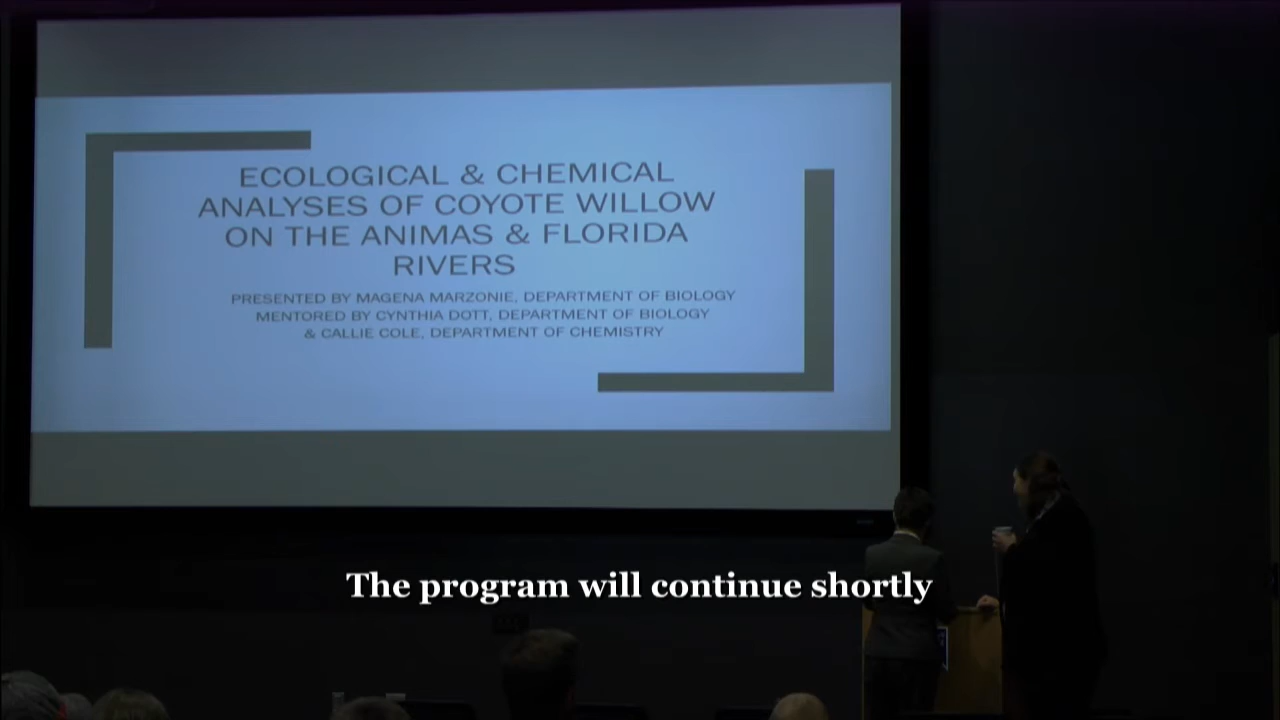 ECOLOGICAL & CHEMICAL
ANALYSES OF COYOTE WILLOW
ON THE ANIMAS & FLORIDA
RIVERS
PRESENTED BY MAGENA MARZONIE, DEPARTMENT OF BIOLOGY
MENTORED BY CYNTHIA DOTT, DEPARTMENT OF BIOLOGY
& CALLIE COLE, DEPARTMENT OF CHEMISTRY
The program will continue shortly